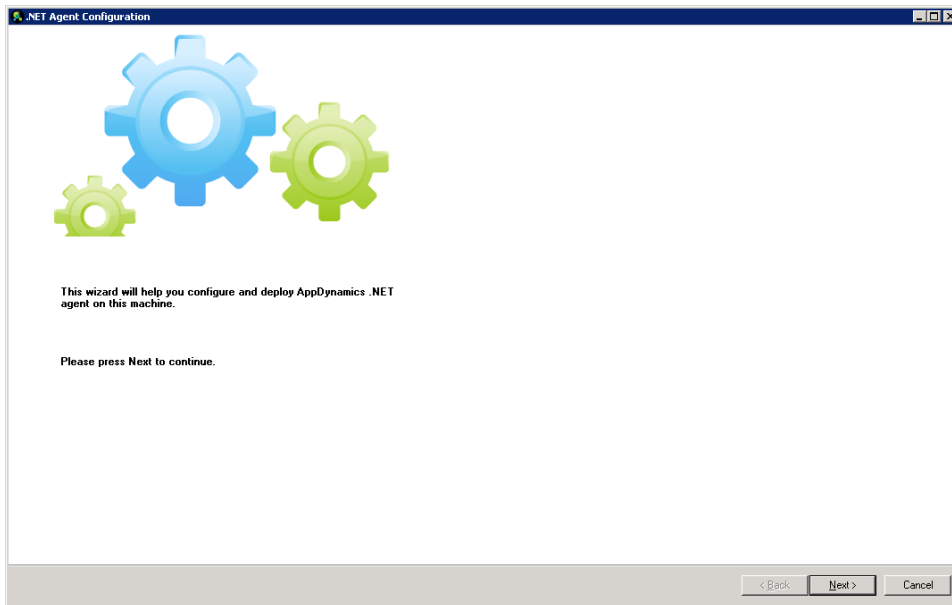 .NET Agent Configuration
This wizard will help you configure and deploy AppDynamics .NET
agent on this machine.
Please press Next to continue.
< Back
Next >
Cancel